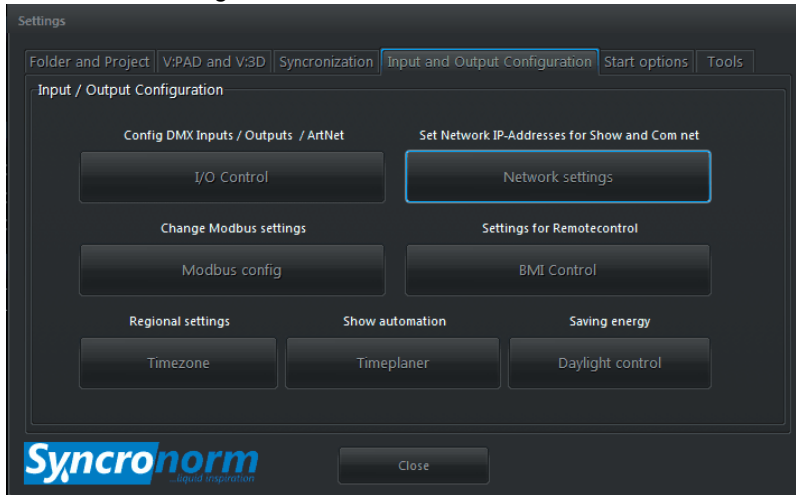 Settings
Folder and Project V:PAD and V:3D Syncronization Input and Output Configuration Start options Tools
Input / Output Configuration
Config DMX Inputs / Outputs / ArtNet Set Network IP-Addresses for Show and Com net
I/O Control Network settings
Change Modbus settings Settings for Remotecontrol
Modbus config BMI Control
Regional settings Show automation Saving energy
Timezone Timeplaner Daylight control
Syncronorm
...liquid inspiration
Close